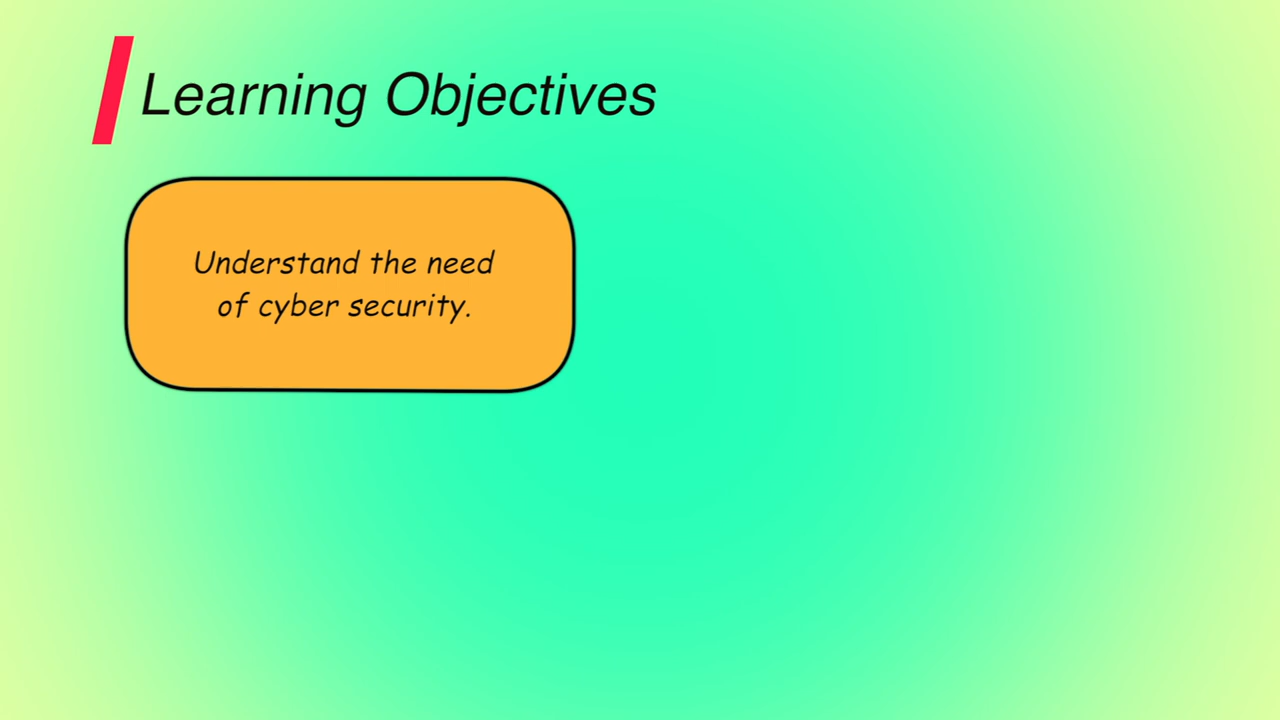 Learning Objectives
Understand the need
of cyber security.